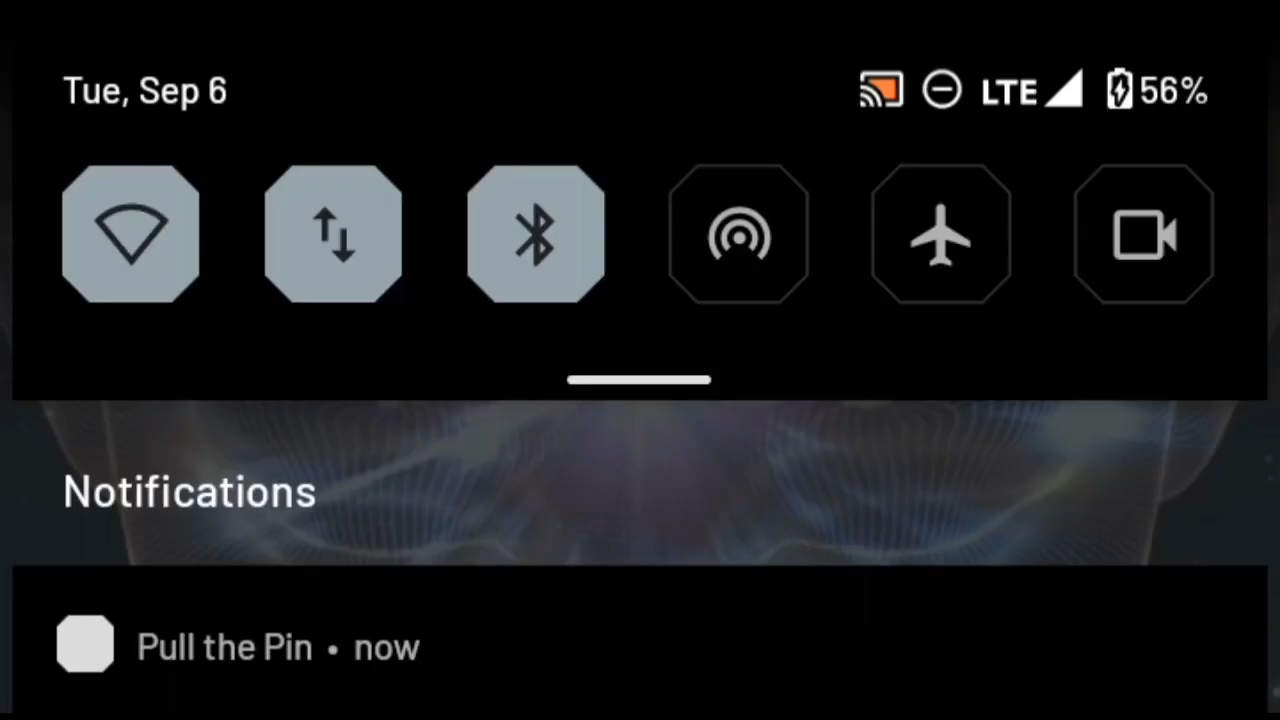 Tue, Sep 6 LTE 56%
Notifications
Pull the Pin • now